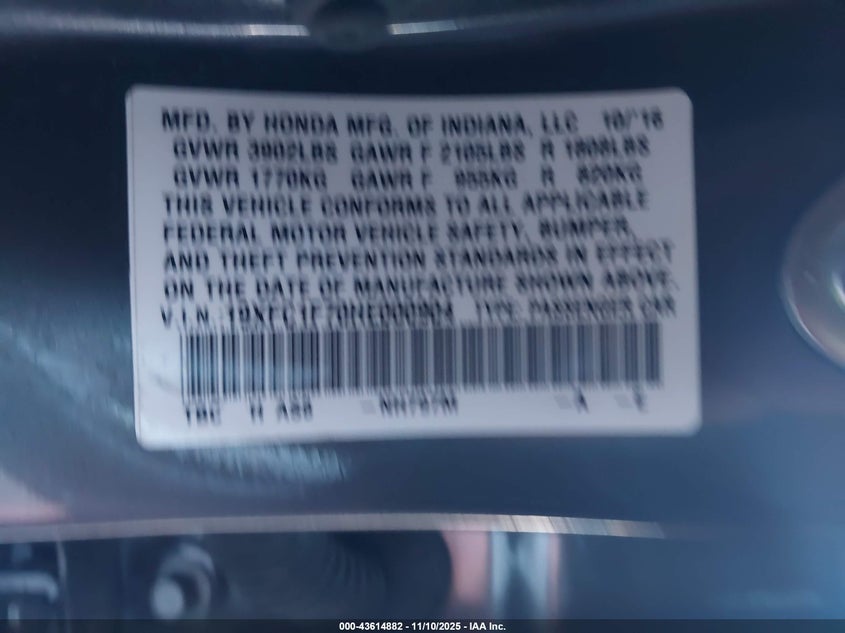 MFD. BY HONDA MFG. OF INDIANA, LLC 10/16
GVWR 3902LBS GAWR F 2105LBS R 1808LBS
GVWR 1770KG GAWR F 955KG R 820KG
THIS VEHICLE CONFORMS TO ALL APPLICABLE
FEDERAL MOTOR VEHICLE SAFETY, BUMPER,
AND THEFT PREVENTION STANDARDS IN EFFECT
ON THE DATE OF MANUFACTURE SHOWN ABOVE.
V.I.N.: TYPE: PASSENGER CAR
NH797M A E
000-43614882 - 11/10/2025 - IAA Inc.